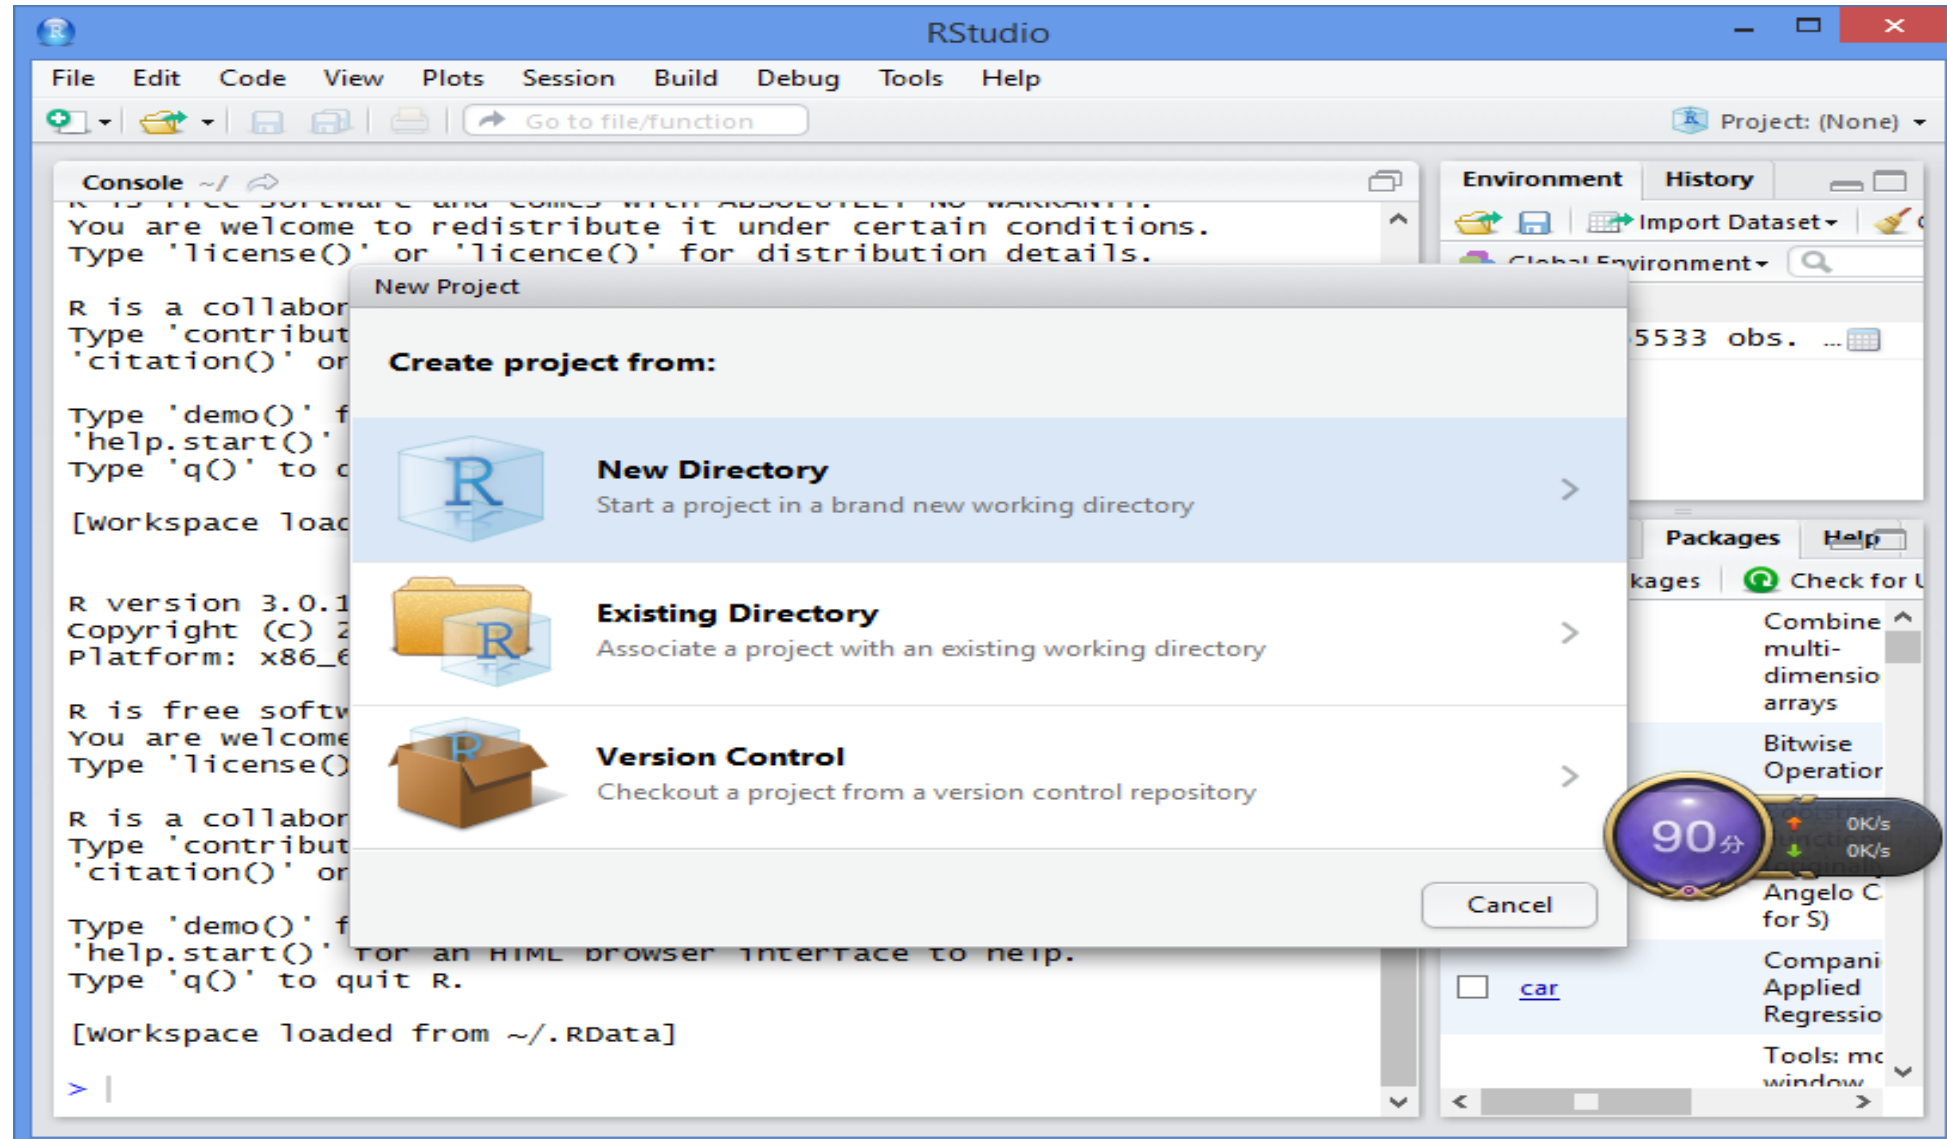 RStudio
File Edit Code View Plots Session Build Debug Tools Help
Go to file/function
Project: (None)
Console ~/
You are welcome to redistribute it under certain conditions.
Type 'license()' or 'licence()' for distribution details.
R is a collabor
Type 'contribut
'citation()' or
Type 'demo()' f
'help.start()'
Type 'q()' to
[Workspace load
R version 3.0.1
Copyright (C) 2
Platform: x86_6
R is free softw
You are welcome
Type 'license()
R is a collabor
Type 'contribut
'citation()' or
Type 'demo()' f
'help.start()' for an HTML browser interface to help.
Type 'q()' to quit R.
[Workspace loaded from ~/.RData]
>
New Project
Create project from:
New Directory
Start a project in a brand new working directory
Existing Directory
Associate a project with an existing working directory
Version Control
Checkout a project from a version control repository
Cancel
Environment History
Import Dataset
Global Environment
5533 obs. ...
Packages Help
kages Check for U
Combine
multi-
dimensio
arrays
Bitwise
Operation
90分
0K/s
0K/s
Angelo C
for S)
car
Compani
Applied
Regressio
Tools: mo
window